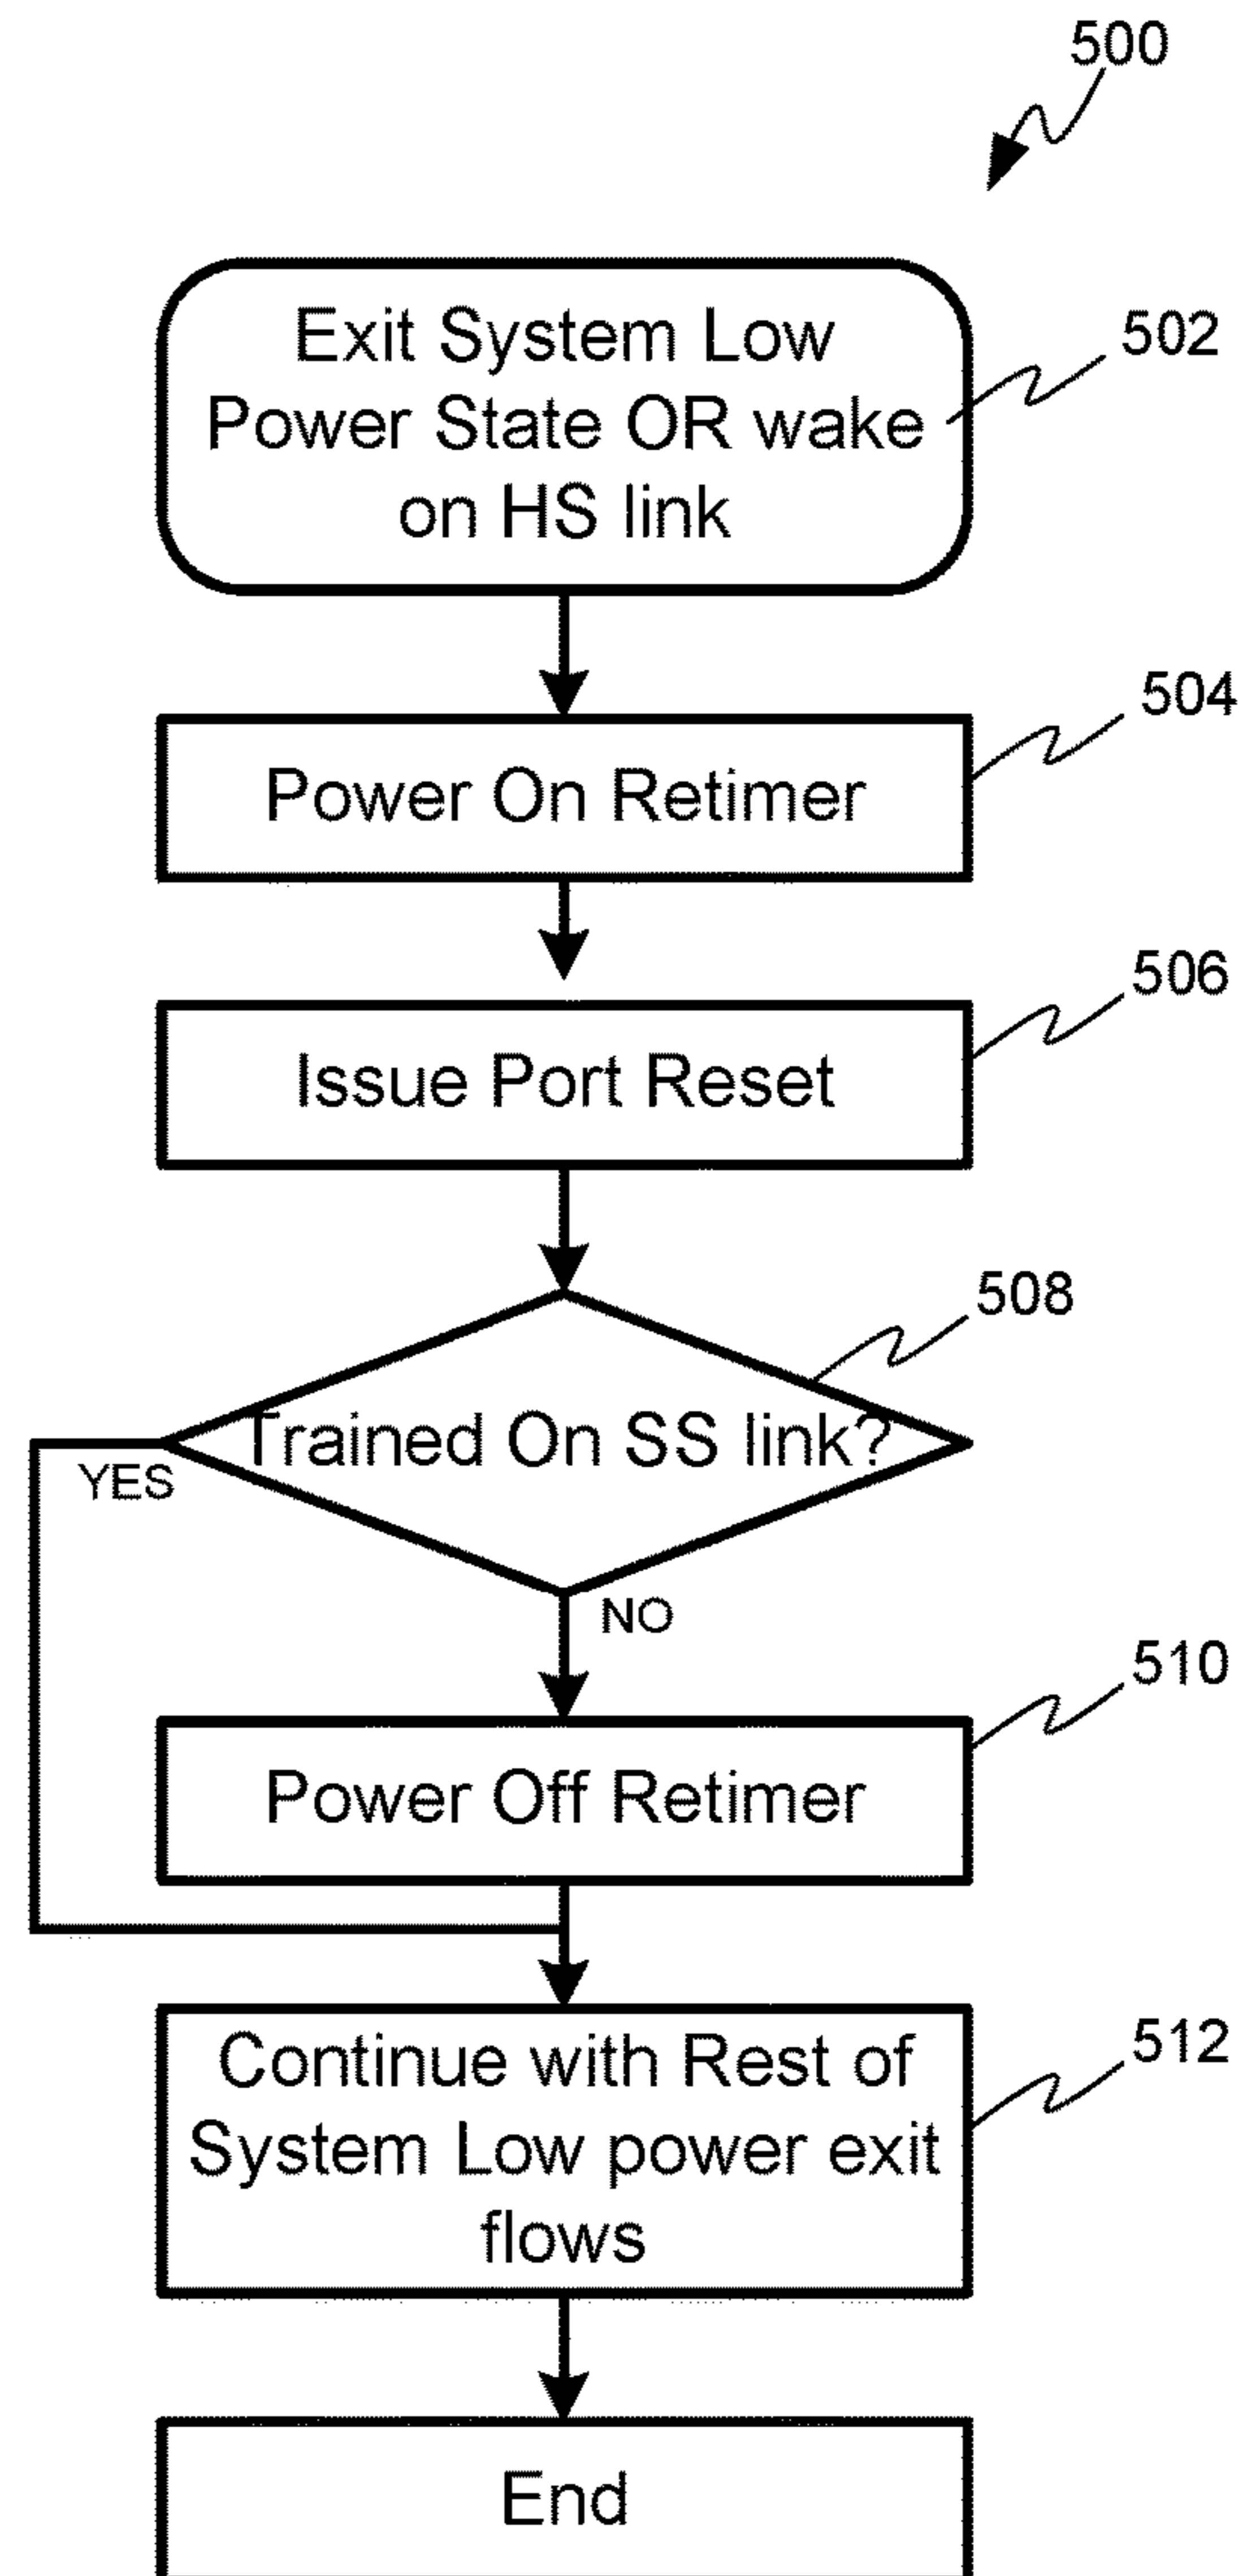 500
Exit System Low
Power State OR wake
on HS link
502
Power On Retimer
504
Issue Port Reset
506
Trained On SS link?
508
YES
NO
Power Off Retimer
510
Continue with Rest of
System Low power exit
flows
512
End